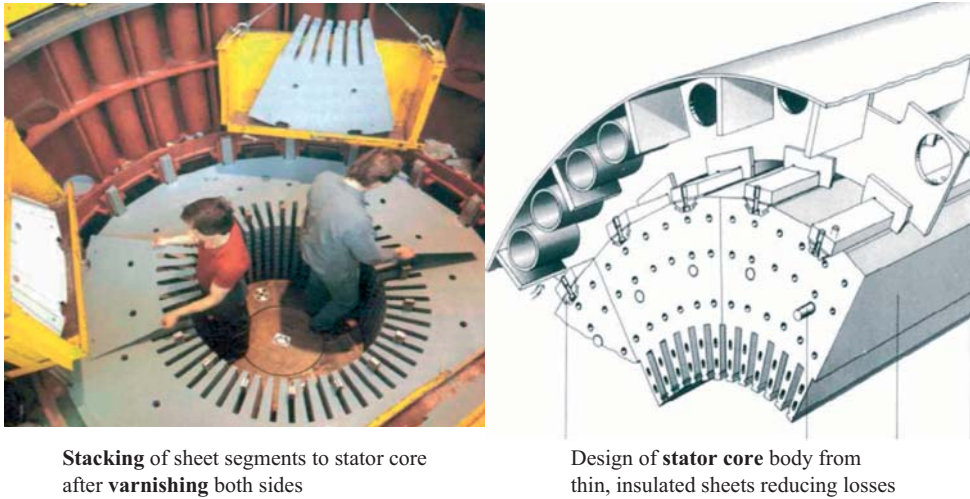 Stacking of sheet segments to stator core
after varnishing both sides
Design of stator core body from
thin, insulated sheets reducing losses